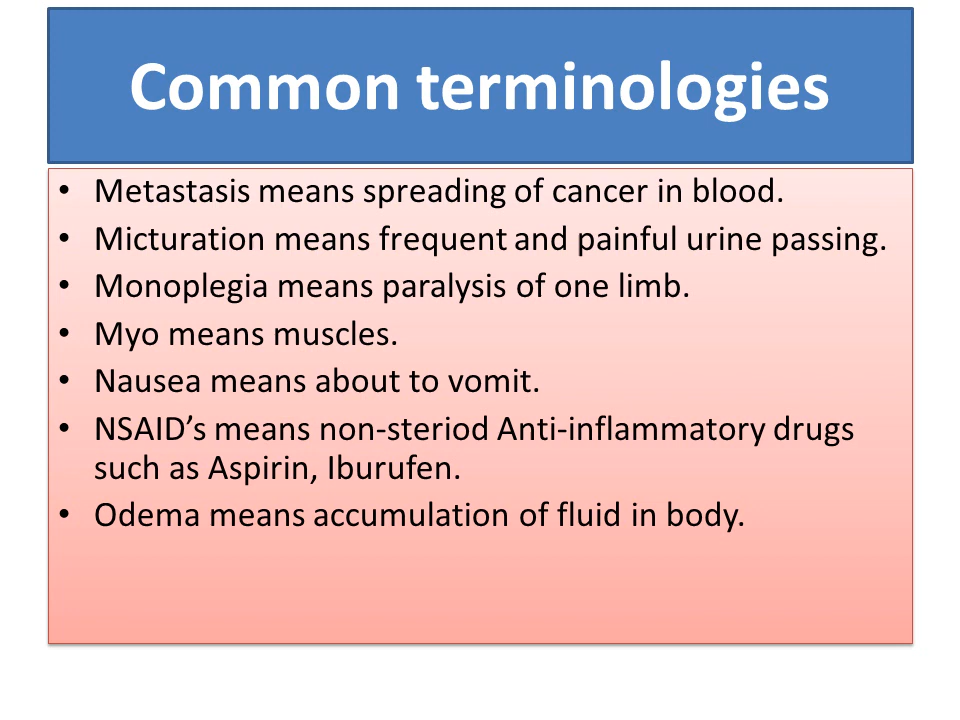 Common terminologies
• Metastasis means spreading of cancer in blood.
• Micturation means frequent and painful urine passing.
• Monoplegia means paralysis of one limb.
• Myo means muscles.
• Nausea means about to vomit.
• NSAID’s means non-steriod Anti-inflammatory drugs
such as Aspirin, Iburufen.
• Odema means accumulation of fluid in body.